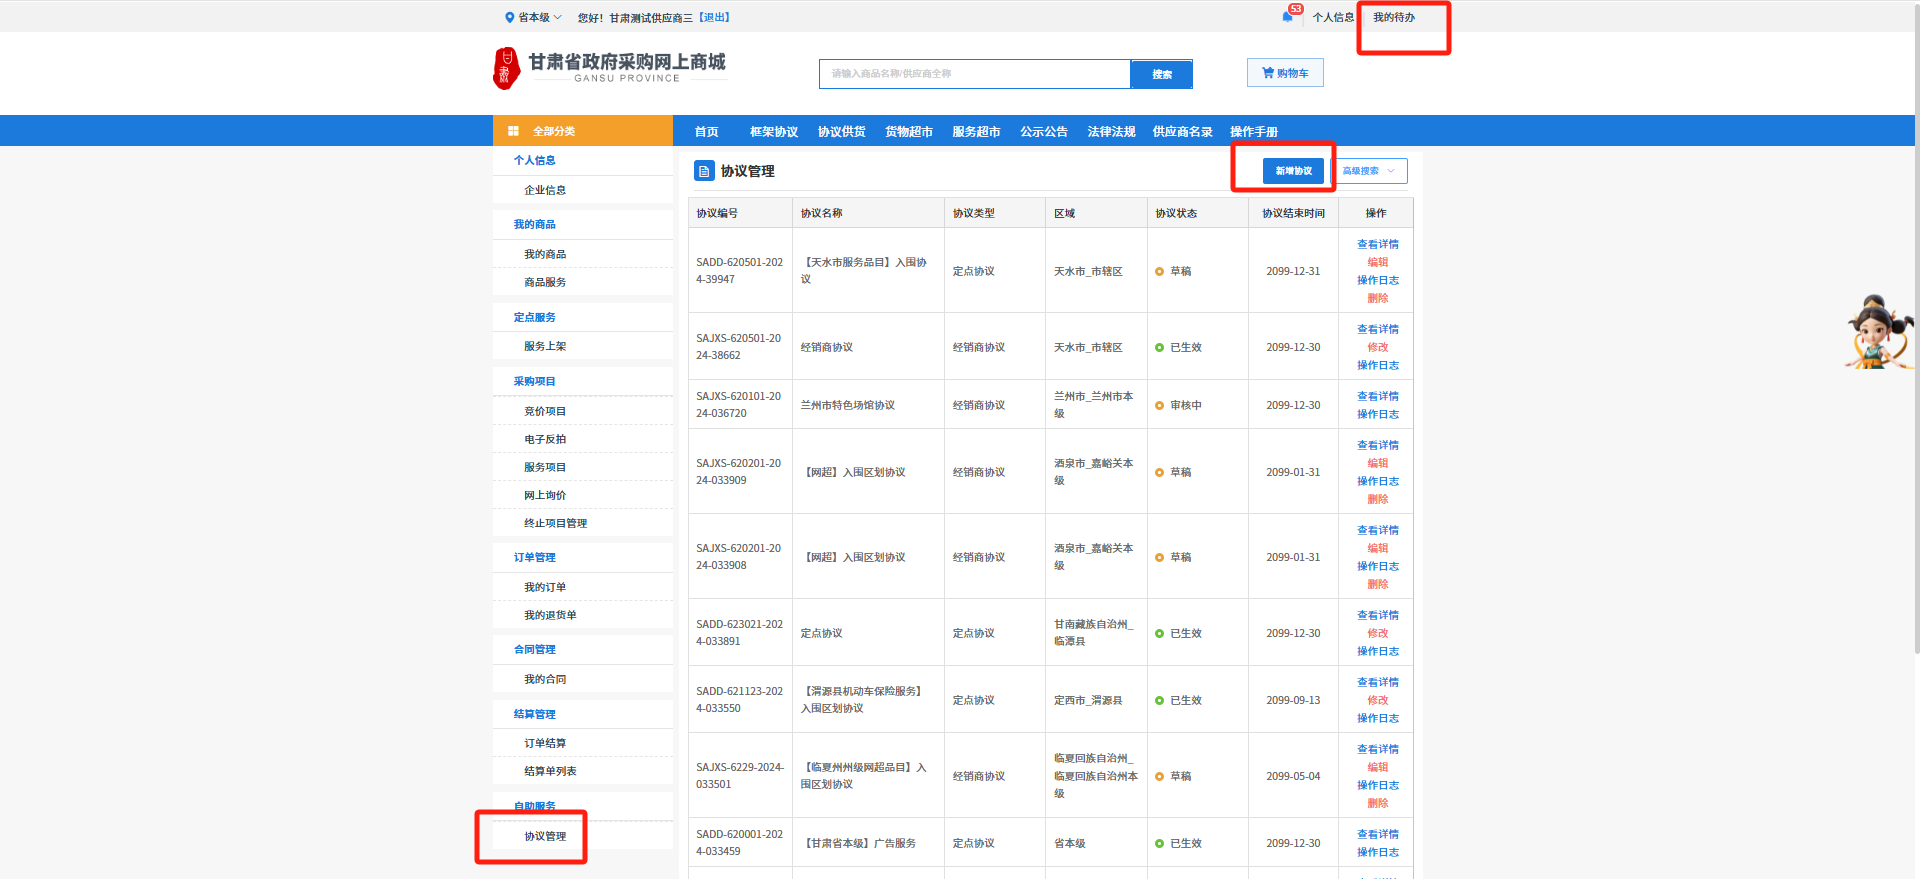 省本级
您好！甘肃测试供应商三【退出】
53
个人信息
我的待办
甘肃省政府采购网上商城
GANSU PROVINCE
请输入商品名称/供应商全称
搜索
购物车
全部分类
首页 框架协议 协议供货 货物超市 服务超市 公示公告 法律法规 供应商名录 操作手册
个人信息
企业信息
我的商品
我的商品
商品服务
定点服务
服务上架
采购项目
竞价项目
电子反拍
服务项目
网上询价
终止项目管理
订单管理
我的订单
我的退货单
合同管理
我的合同
结算管理
订单结算
结算单列表
自助服务
协议管理
协议管理
新增协议
高级搜索
协议编号 协议名称 协议类型 区域 协议状态 协议结束时间 操作
SADD-620501-202
4-39947
【天水市服务品目】入围协
议
定点协议
天水市_市辖区
草稿
2099-12-31
查看详情
编辑
操作日志
删除
SAJXS-620501-20
24-38662
经销商协议
经销商协议
天水市_市辖区
已生效
2099-12-30
查看详情
修改
操作日志
SAJXS-620101-20
24-036720
兰州市特色场馆协议
经销商协议
兰州市_兰州市本
级
审核中
2099-12-30
查看详情
操作日志
SAJXS-620201-20
24-033909
【网超】入围区划协议
经销商协议
酒泉市_嘉峪关本
级
草稿
2099-01-31
查看详情
编辑
操作日志
删除
SAJXS-620201-20
24-033908
【网超】入围区划协议
经销商协议
酒泉市_嘉峪关本
级
草稿
2099-01-31
查看详情
编辑
操作日志
删除
SADD-623021-202
4-033891
定点协议
定点协议
甘南藏族自治州_
临潭县
已生效
2099-12-30
查看详情
修改
操作日志
SADD-621123-202
4-033550
【渭源县机动车保险服务】
入围区划协议
定点协议
定西市_渭源县
已生效
2099-09-13
查看详情
修改
操作日志
SAJXS-6229-2024-
033501
【临夏州州级网超品目】入
围区划协议
经销商协议
临夏回族自治州_
临夏回族自治州本
级
草稿
2099-05-04
查看详情
编辑
操作日志
删除
SADD-620001-202
4-033459
【甘肃省本级】广告服务
定点协议
省本级
已生效
2099-12-30
查看详情
操作日志